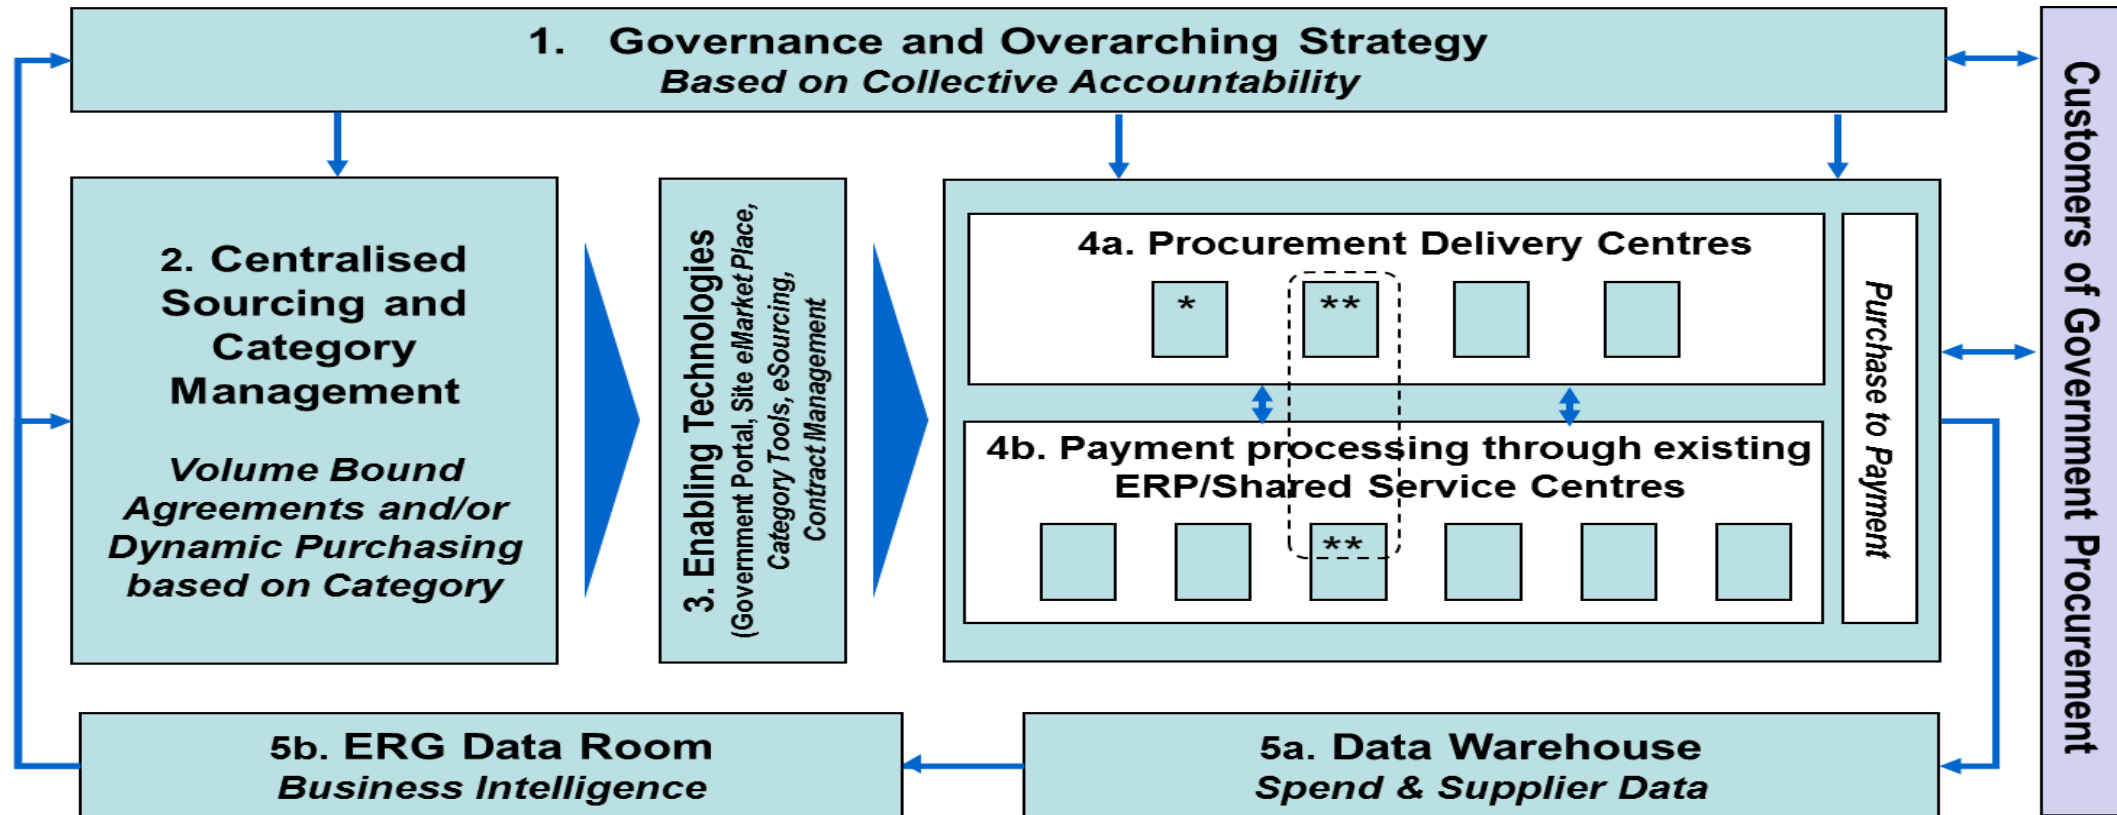 1. Governance and Overarching Strategy
Based on Collective Accountability
2. Centralised
Sourcing and
Category
Management
Volume Bound
Agreements and/or
Dynamic Purchasing
based on Category
3. Enabling Technologies
(Government Portal, Site eMarket Place,
Category Tools, eSourcing,
Contract Management
4a. Procurement Delivery Centres
* **
4b. Payment processing through existing
ERP/Shared Service Centres
**
Purchase to Payment
Customers of Government Procurement
5b. ERG Data Room
Business Intelligence
5a. Data Warehouse
Spend & Supplier Data